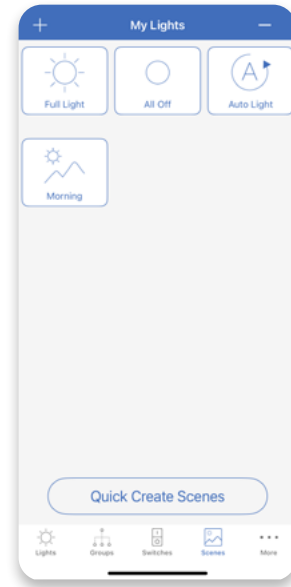 My Lights
Full Light
All Off
A
Auto Light
Morning
Quick Create Scenes
Lights
Groups
Switches
Scenes
More